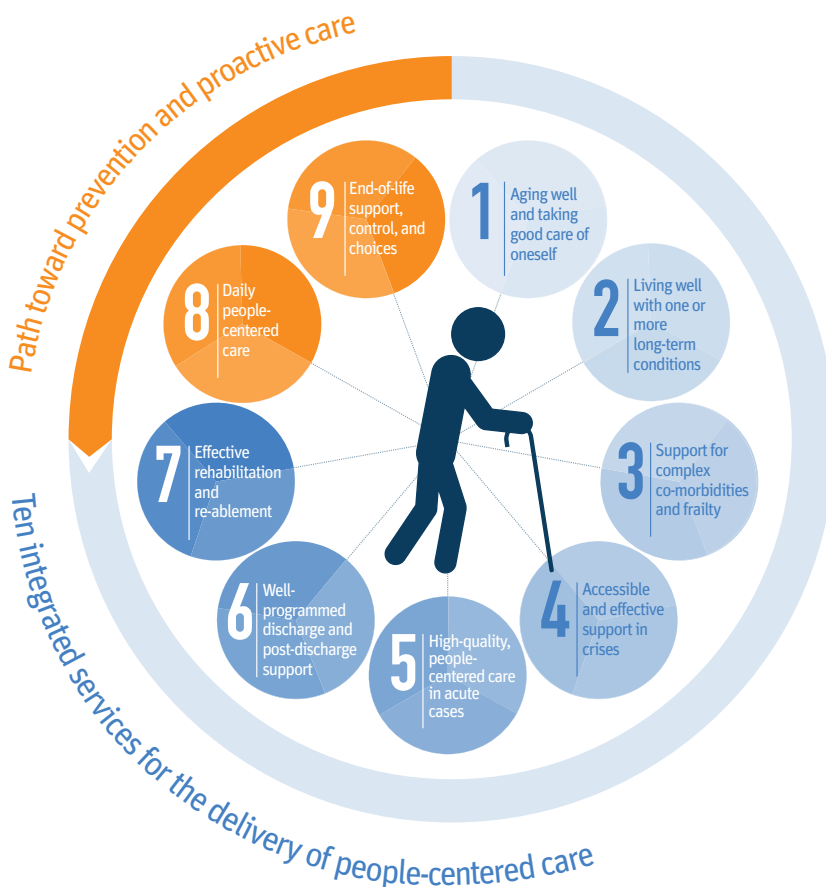 Path toward prevention and proactive care
1
Aging well
and taking
good care of
oneself
2
Living well
with one or
more
long-term
conditions
3
Support for
complex
co-morbidities
and frailty
4
Accessible
and effective
support in
crises
5
High-quality,
people-
centered care
in acute
cases
6
Well-
programmed
discharge and
post-discharge
support
7
Effective
rehabilitation
and
re-ablement
8
Daily
people-
centered
care
9
End-of-life
support,
control, and
choices
Ten integrated services for the delivery of people-centered care